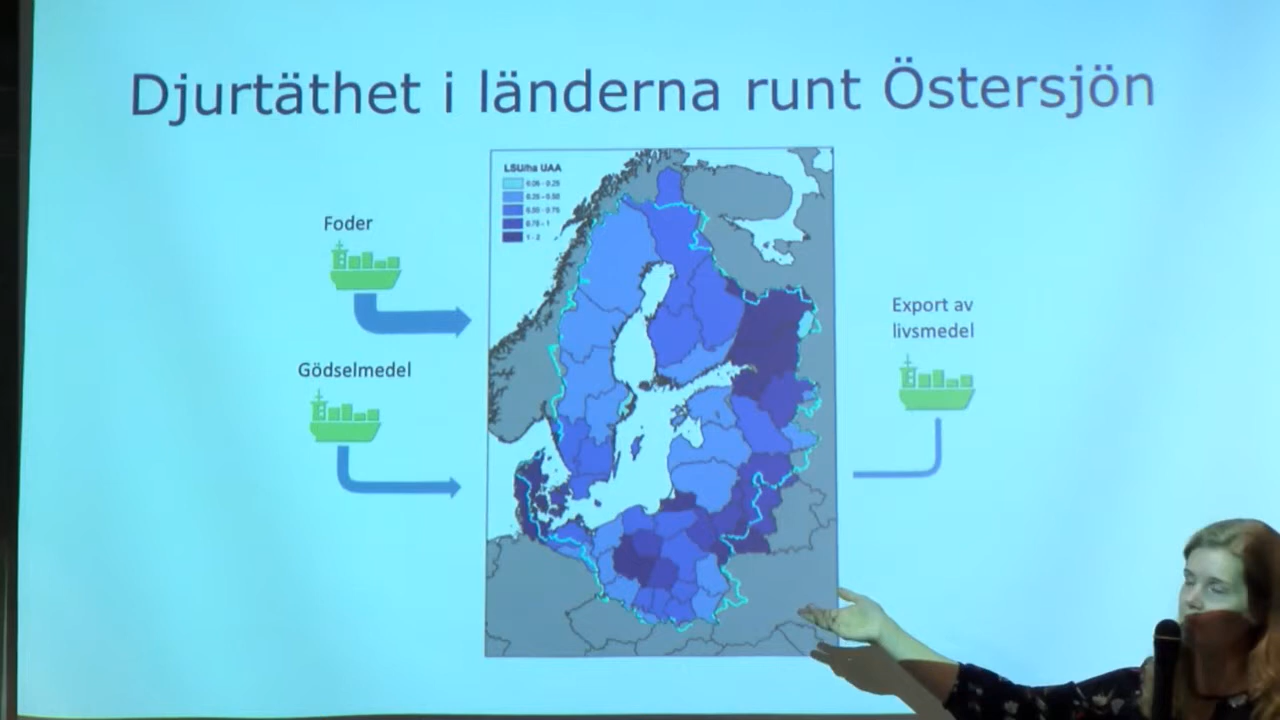 Djurtäthet i länderna runt Östersjön
LSU/ha UAA
0.06 - 0.25
0.25 - 0.50
0.50 - 0.75
0.75 - 1
1 - 2
Foder
Gödselmedel
Export av
livsmedel